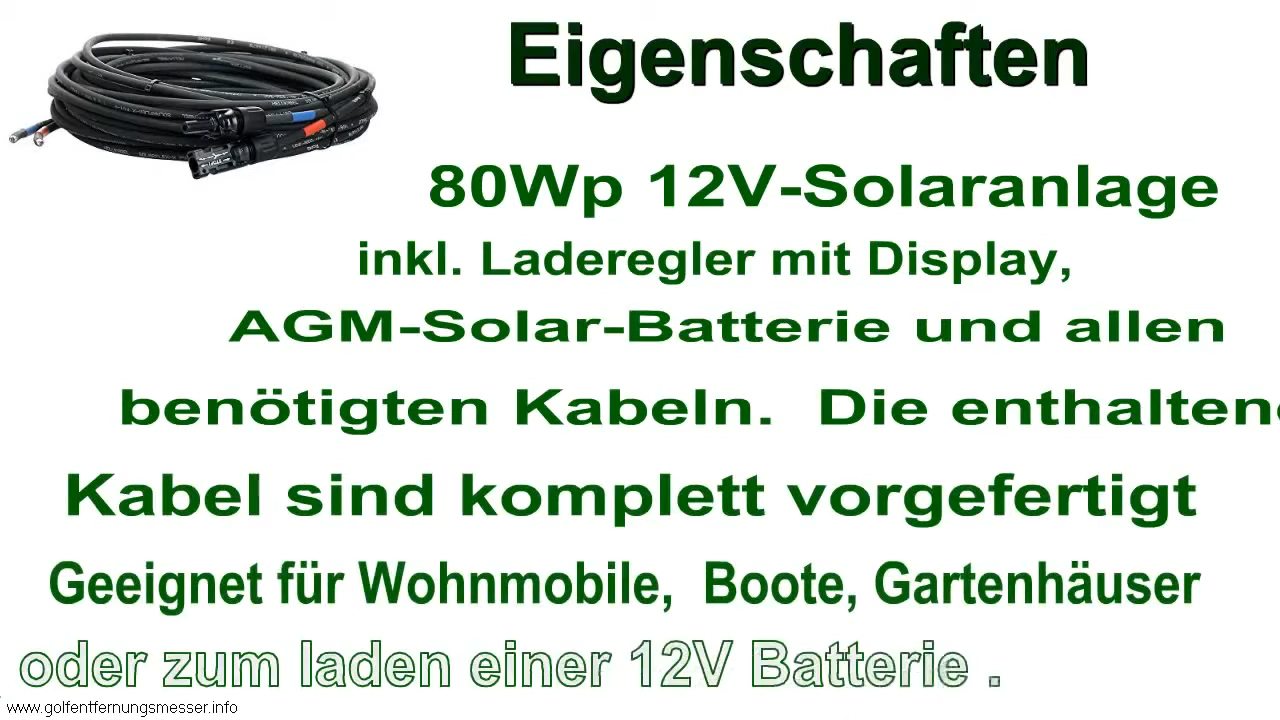 Eigenschaften
80Wp 12V-Solaranlage
inkl. Laderegler mit Display,
AGM-Solar-Batterie und allen
benötigten Kabeln. Die enthaltene
Kabel sind komplett vorgefertigt
Geeignet für Wohnmobile, Boote, Gartenhäuser
oder zum laden einer 12V Batterie .
www.golfentfernungsmesser.info